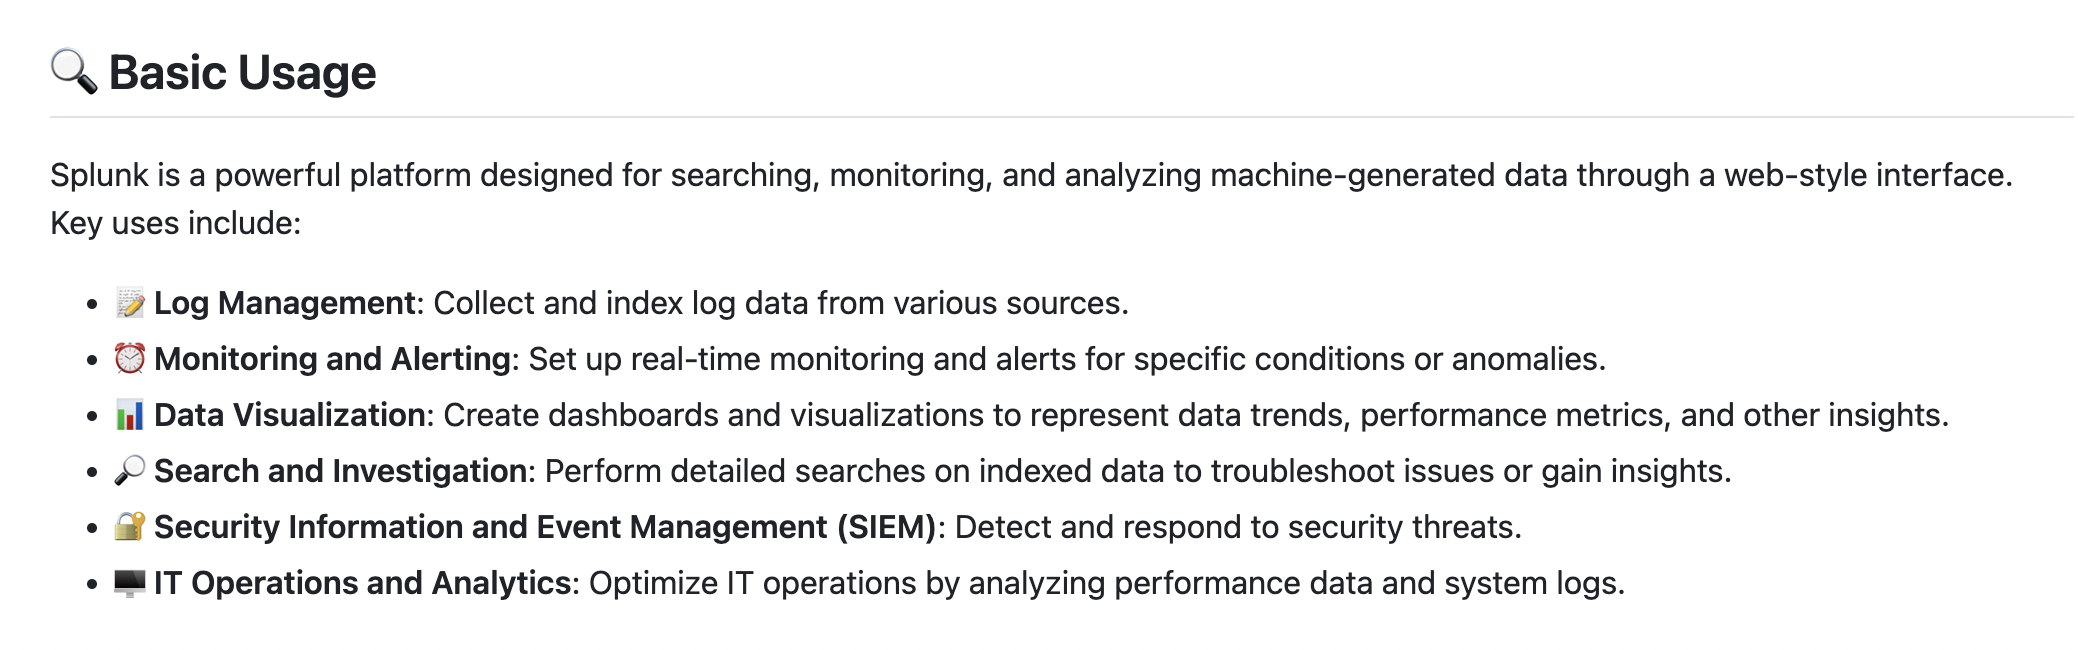 🔍 Basic Usage
Splunk is a powerful platform designed for searching, monitoring, and analyzing machine-generated data through a web-style interface.
Key uses include:
• 📝 Log Management: Collect and index log data from various sources.
• ⏰ Monitoring and Alerting: Set up real-time monitoring and alerts for specific conditions or anomalies.
• 📊 Data Visualization: Create dashboards and visualizations to represent data trends, performance metrics, and other insights.
• 🔎 Search and Investigation: Perform detailed searches on indexed data to troubleshoot issues or gain insights.
• 🔐 Security Information and Event Management (SIEM): Detect and respond to security threats.
• 🖥️ IT Operations and Analytics: Optimize IT operations by analyzing performance data and system logs.